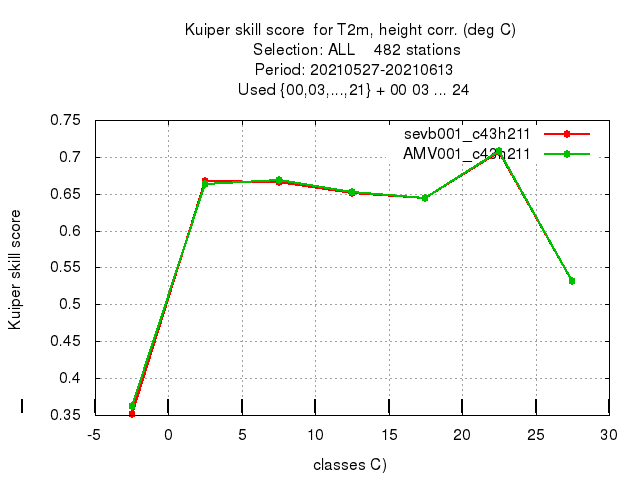 Kuiper skill score for T2m, height corr. (deg C)
Selection: ALL 482 stations
Period: 20210527-20210613
Used {00,03,...,21} + 00 03 ... 24
sevb001_c43h211
AMV001_c43h211
0.75
0.7
0.65
0.6
0.55
0.5
0.45
0.4
0.35
Kuiper skill score
-5 0 5 10 15 20 25 30
classes C)